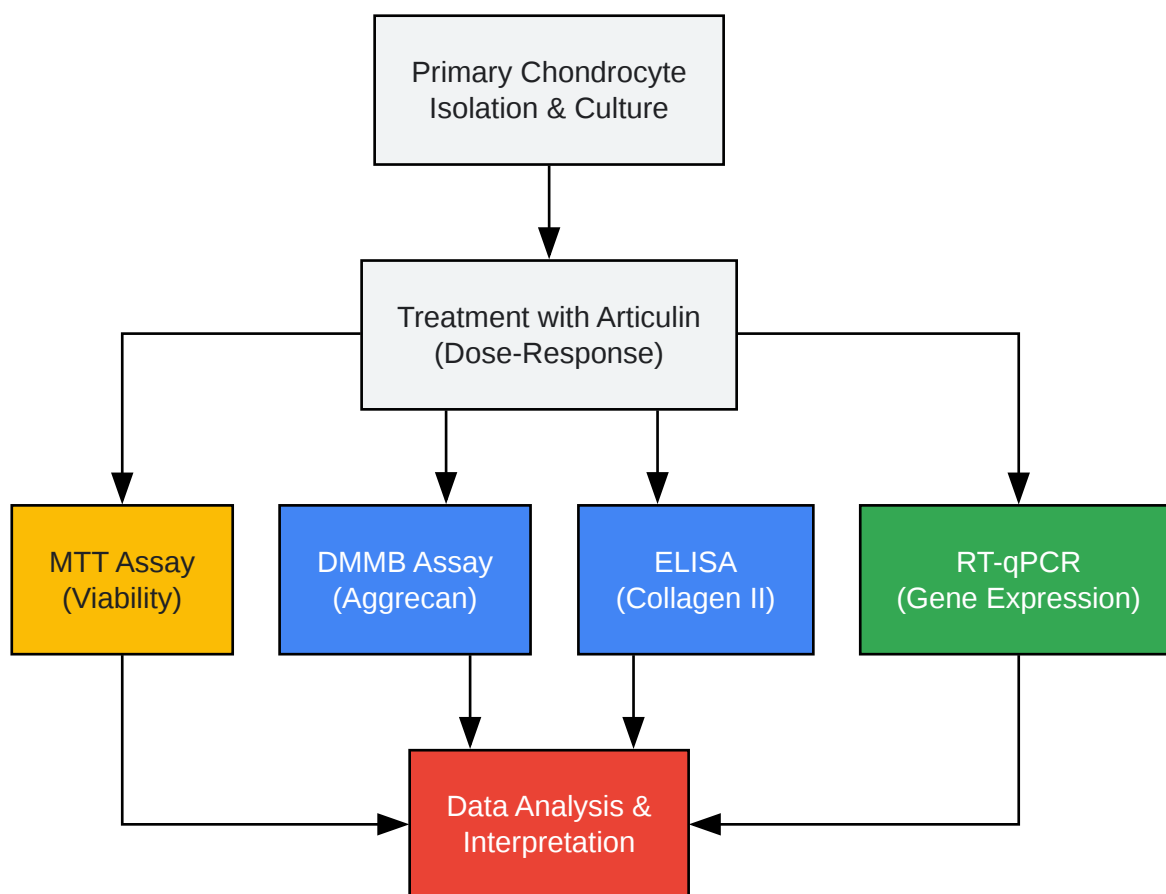 Primary Chondrocyte
Isolation & Culture
Treatment with Articulin
(Dose-Response)
MTT Assay
(Viability)
DMMB Assay
(Aggrecan)
ELISA
(Collagen II)
RT-qPCR
(Gene Expression)
Data Analysis &
Interpretation